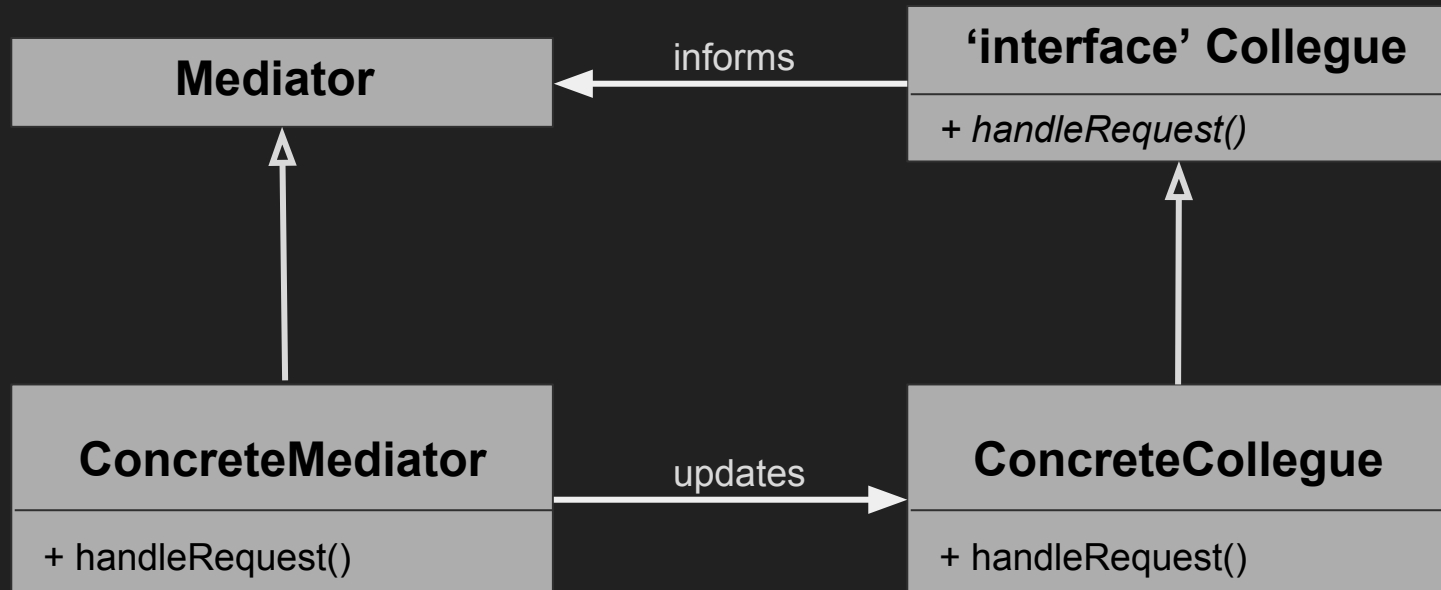 Mediator
informs
‘interface’ Collegue
+ handleRequest()
ConcreteMediator
+ handleRequest()
updates
ConcreteCollegue
+ handleRequest()